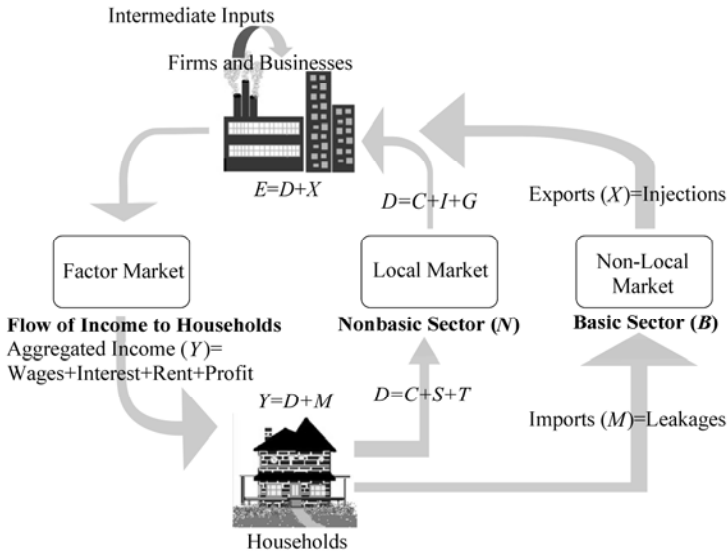 Intermediate Inputs
Firms and Businesses
E=D+X
D=C+I+G
Exports (X)=Injections
Factor Market
Local Market
Non-Local
Market
Flow of Income to Households
Nonbasic Sector (N)
Basic Sector (B)
Aggregated Income (Y)=
Wages+Interest+Rent+Profit
Y=D+M
D=C+S+T
Imports (M)=Leakages
Households